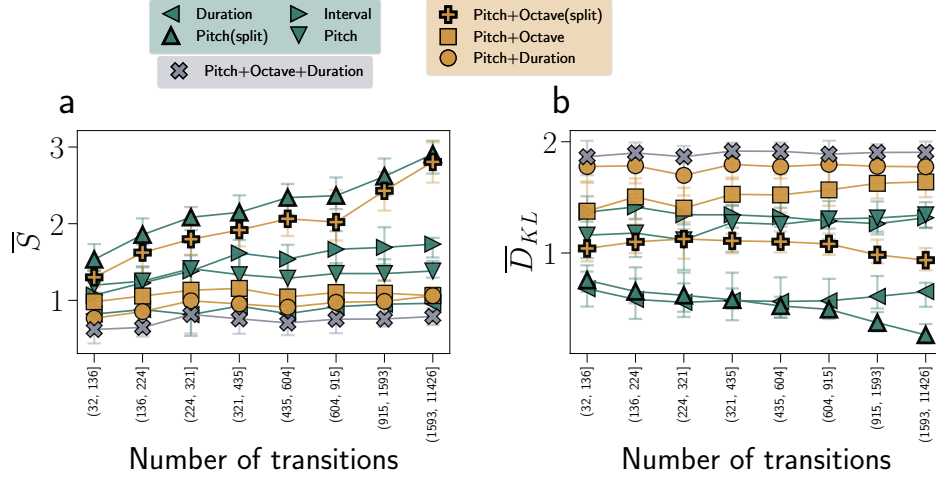 Duration
Interval
Pitch(split)
Pitch
Pitch+Octave+Duration
Pitch+Octave(split)
Pitch+Octave
Pitch+Duration
a
b
3
2
1
S
(32, 136]
(136, 224]
(224, 321]
(321, 435]
(435, 604]
(604, 915]
(915, 1593]
(1593, 11426]
Number of transitions
2
1
D_KL
(32, 136]
(136, 224]
(224, 321]
(321, 435]
(435, 604]
(604, 915]
(915, 1593]
(1593, 11426]
Number of transitions